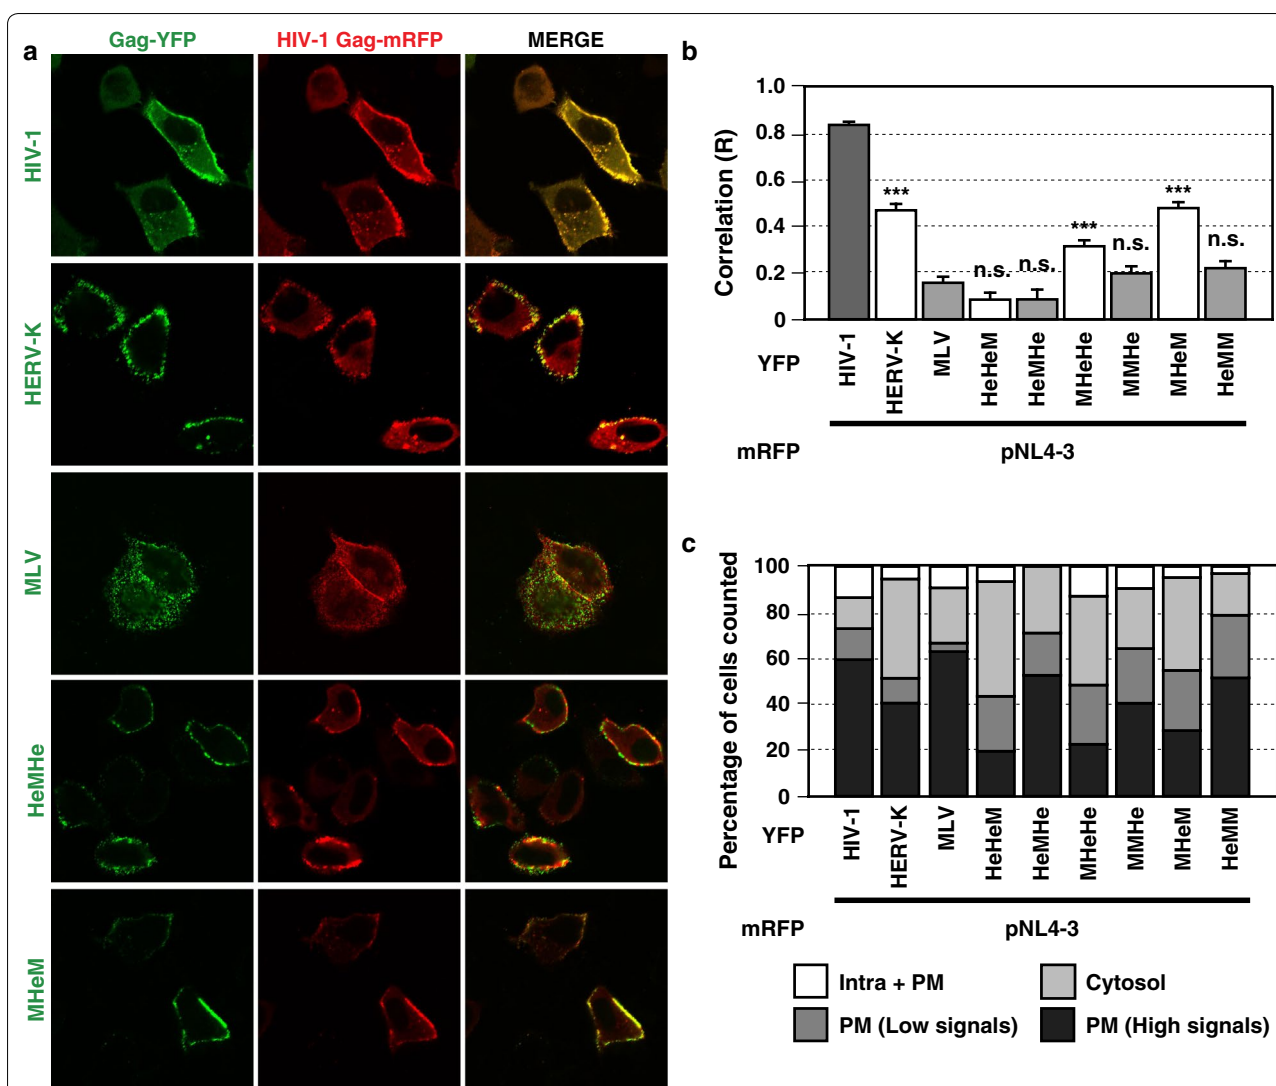 a
Gag-YFP
HIV-1 Gag-mRFP
MERGE
HIV-1
HERV-K
MLV
HeMHe
MHeM
b
Correlation (R)
1.0
0.8
0.6
0.4
0.2
0
***
n.s.
n.s.
***
n.s.
***
n.s.
YFP
HIV-1
HERV-K
MLV
HeHeM
HeMHe
MHeHe
MMHe
MHeM
HeMM
mRFP
pNL4-3
c
Percentage of cells counted
100
80
60
40
20
0
YFP
HIV-1
HERV-K
MLV
HeHeM
HeMHe
MHeHe
MMHe
MHeM
HeMM
mRFP
pNL4-3
Intra + PM
Cytosol
PM (Low signals)
PM (High signals)